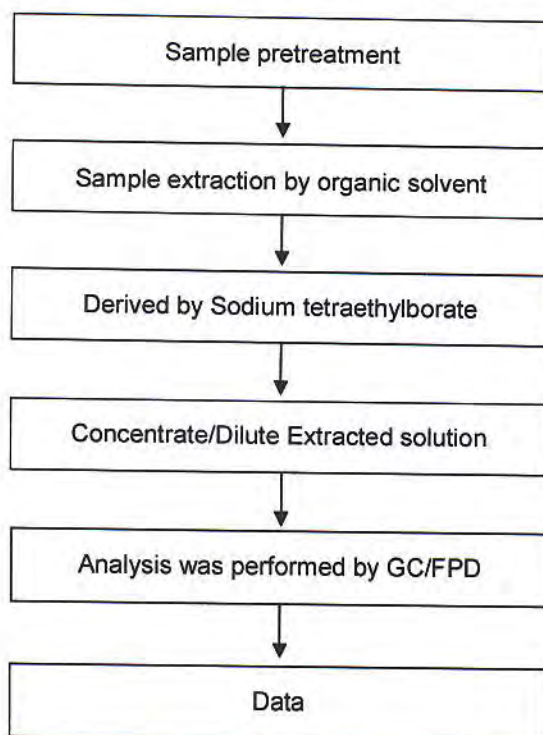 Sample pretreatment
Sample extraction by organic solvent
Derived by Sodium tetraethylborate
Concentrate/Dilute Extracted solution
Analysis was performed by GC/FPD
Data